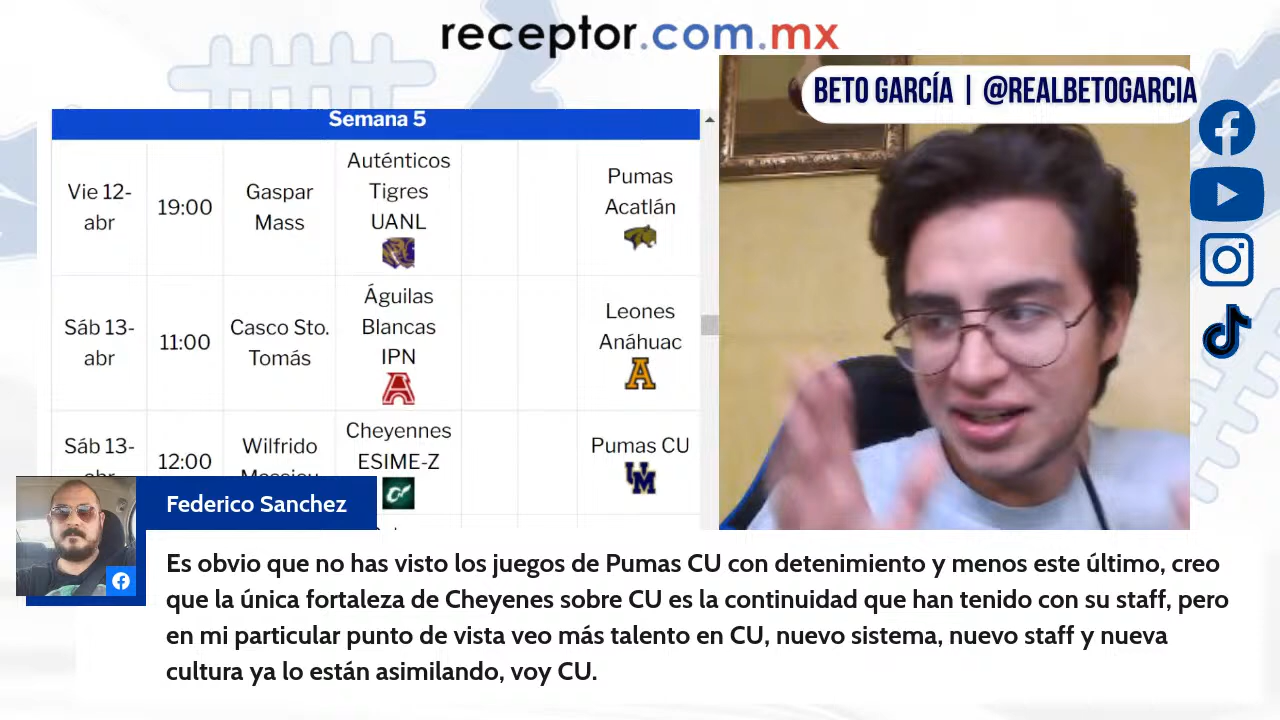 receptor.com.mx
BETO GARCÍA | @REALBETOGARCIA
Semana 5
Vie 12-
abr
19:00
Gaspar
Mass
Auténticos
Tigres
UANL
Pumas
Acatlán
Sáb 13-
abr
11:00
Casco Sto.
Tomás
Águilas
Blancas
IPN
Leones
Anáhuac
Sáb 13-
abr
12:00
Wilfrido
Cheyennes
ESIME-Z
Pumas CU
Federico Sanchez
Es obvio que no has visto los juegos de Pumas CU con detenimiento y menos este último, creo
que la única fortaleza de Cheyenes sobre CU es la continuidad que han tenido con su staff, pero
en mi particular punto de vista veo más talento en CU, nuevo sistema, nuevo staff y nueva
cultura ya lo están asimilando, voy CU.